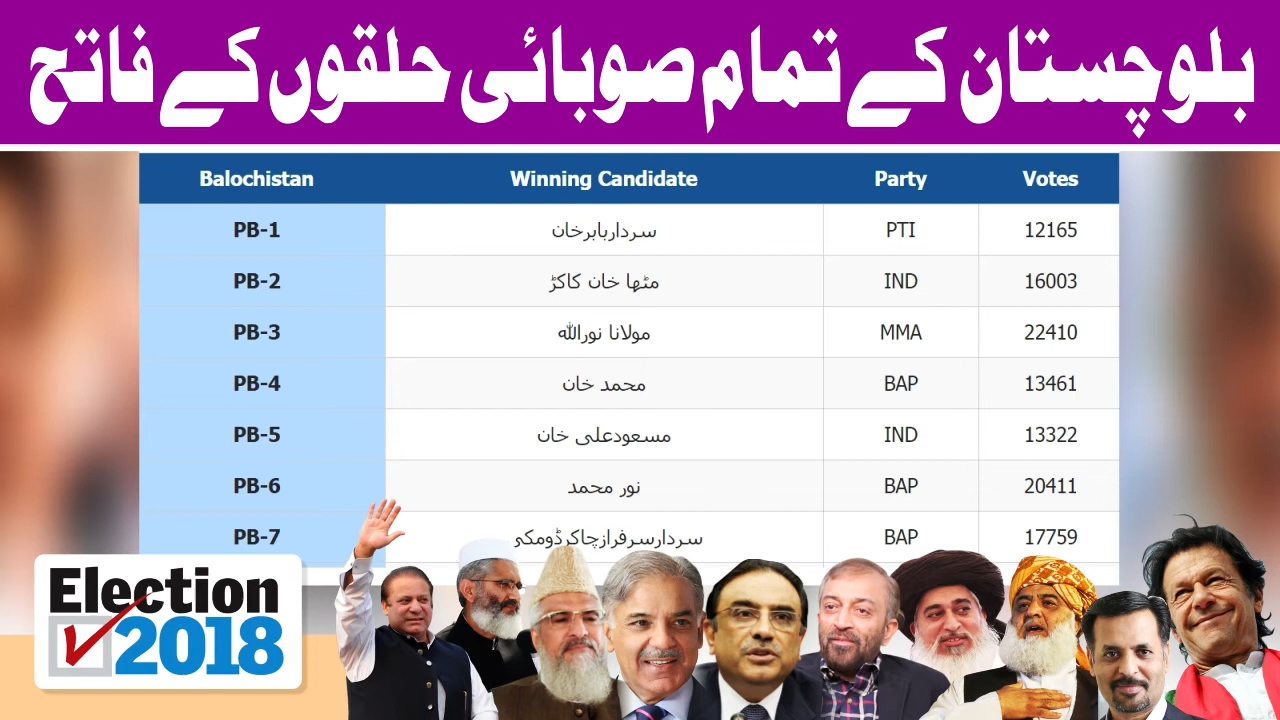 بلوچستان کے تمام صوبائی حلقوں کے فاتح
Balochistan Winning Candidate Party Votes
PB-1 سرداربابرخان PTI 12165
PB-2 مٹھا خان کاکڑ IND 16003
PB-3 مولانا نورالله MMA 22410
PB-4 محمد خان BAP 13461
PB-5 مسعودعلی خان IND 13322
PB-6 نور محمد BAP 20411
PB-7 سردارسرفرازچاکرڈومکی BAP 17759
Election
2018